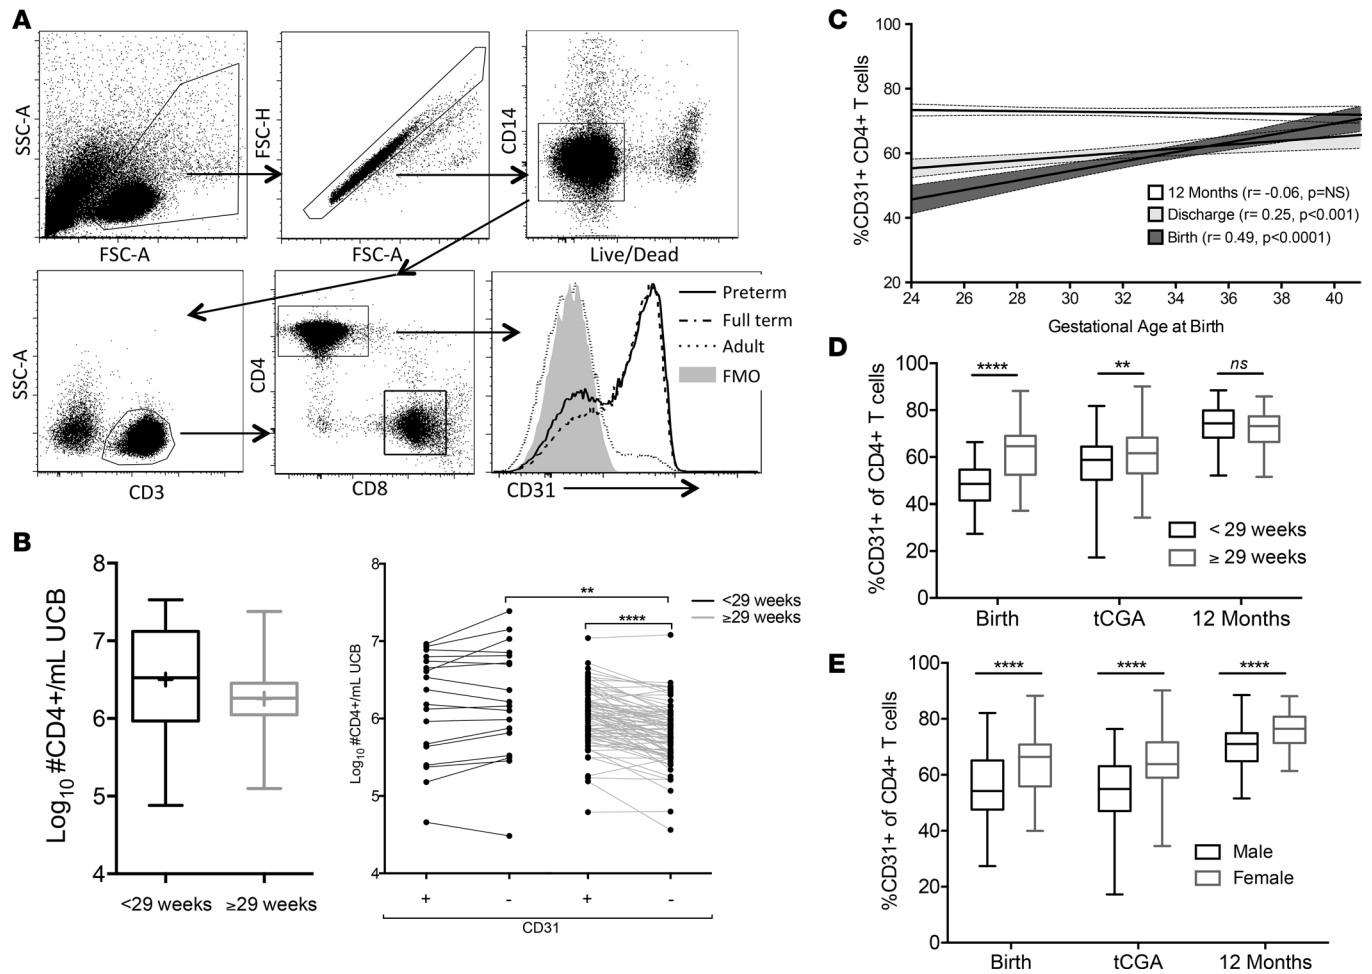 A
SSC-A
FSC-A
FSC-H
FSC-A
CD14
Live/Dead
SSC-A
CD3
CD4
CD8
Preterm
Full term
Adult
FMO
CD31
B
8
7
6
5
4
Log10 #CD4+/mL UCB
<29 weeks ≥29 weeks
8
7
6
5
4
Log10 #CD4+/mL UCB
**
****
<29 weeks
≥29 weeks
+ - + -
CD31
C
100
80
60
40
20
%CD31+ CD4+ T cells
12 Months (r= -0.06, p=NS)
Discharge (r= 0.25, p<0.001)
Birth (r= 0.49, p<0.0001)
24 26 28 30 32 34 36 38 40
Gestational Age at Birth
D
100
80
60
40
20
0
%CD31+ of CD4+ T cells
**** ** ns
< 29 weeks
≥ 29 weeks
Birth tCGA 12 Months
E
100
80
60
40
20
0
%CD31+ of CD4+ T cells
**** **** ****
Male
Female
Birth tCGA 12 Months